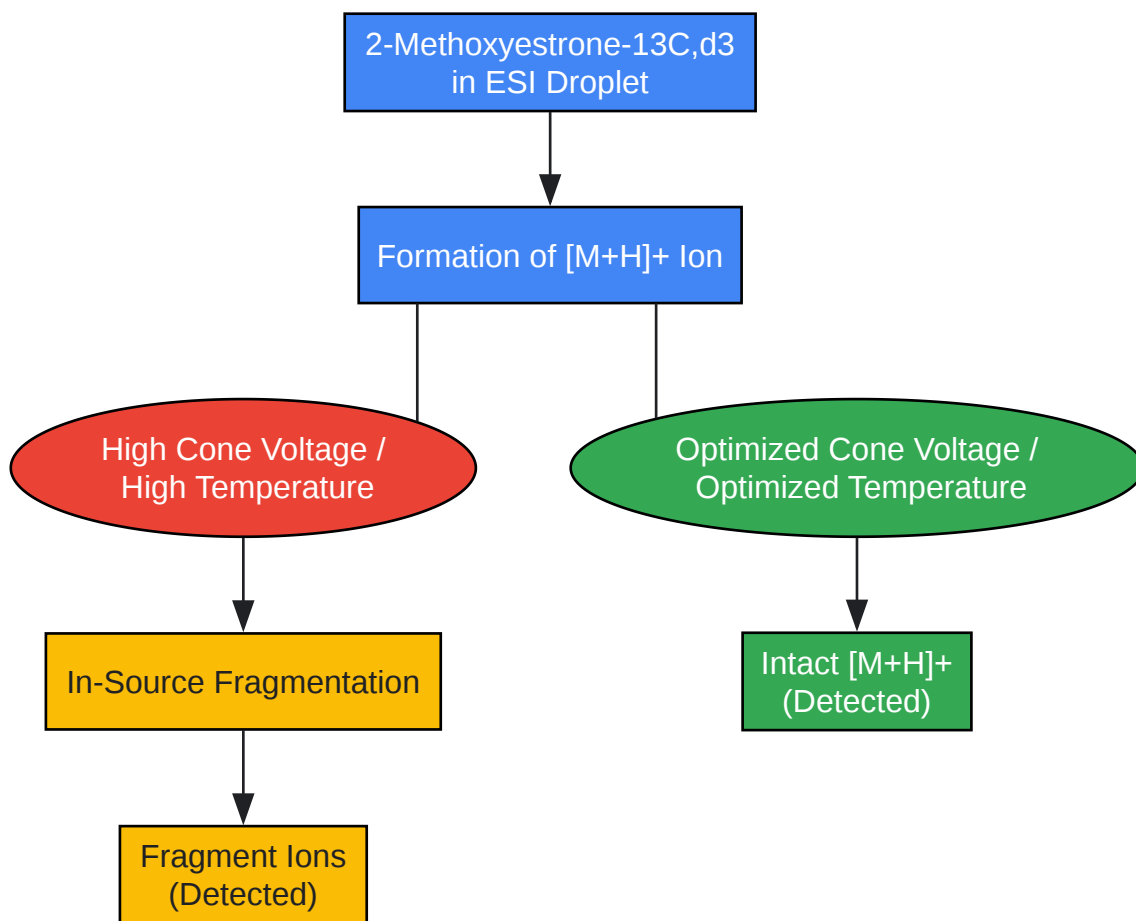 2-Methoxyestrone-13C,d3
in ESI Droplet
Formation of [M+H]+ Ion
High Cone Voltage /
High Temperature
Optimized Cone Voltage /
Optimized Temperature
In-Source Fragmentation
Intact [M+H]+
(Detected)
Fragment Ions
(Detected)